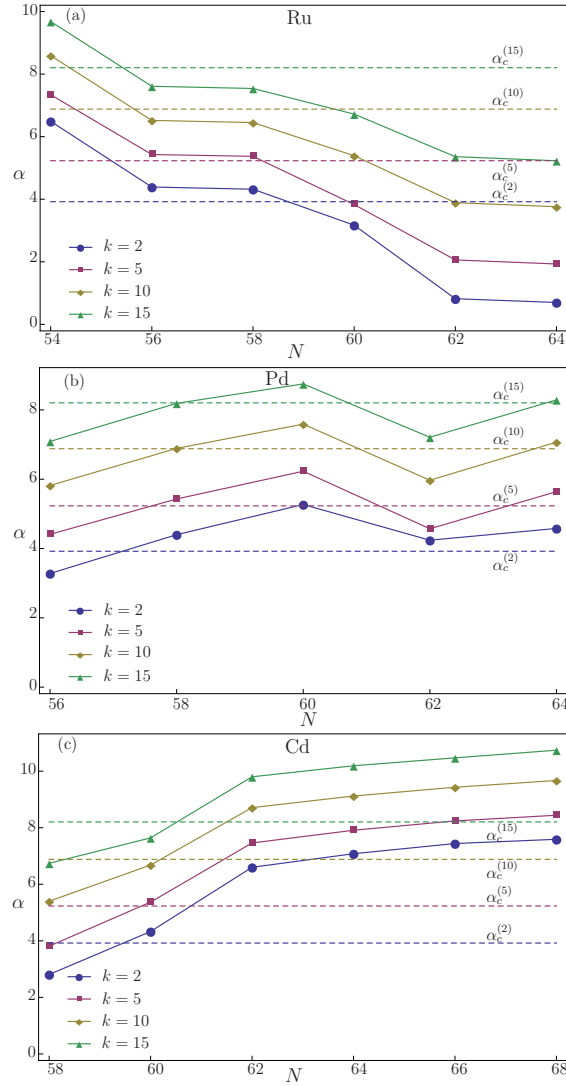 (a) Ru
10
8
6
4
2
0
α
α_c^(15)
α_c^(10)
α_c^(5)
α_c^(2)
k = 2
k = 5
k = 10
k = 15
54 56 58 60 62 64
N
(b) Pd
8
6
4
2
0
α
α_c^(15)
α_c^(10)
α_c^(5)
α_c^(2)
k = 2
k = 5
k = 10
k = 15
56 58 60 62 64
N
(c) Cd
10
8
6
4
2
0
α
α_c^(15)
α_c^(10)
α_c^(5)
α_c^(2)
k = 2
k = 5
k = 10
k = 15
58 60 62 64 66 68
N